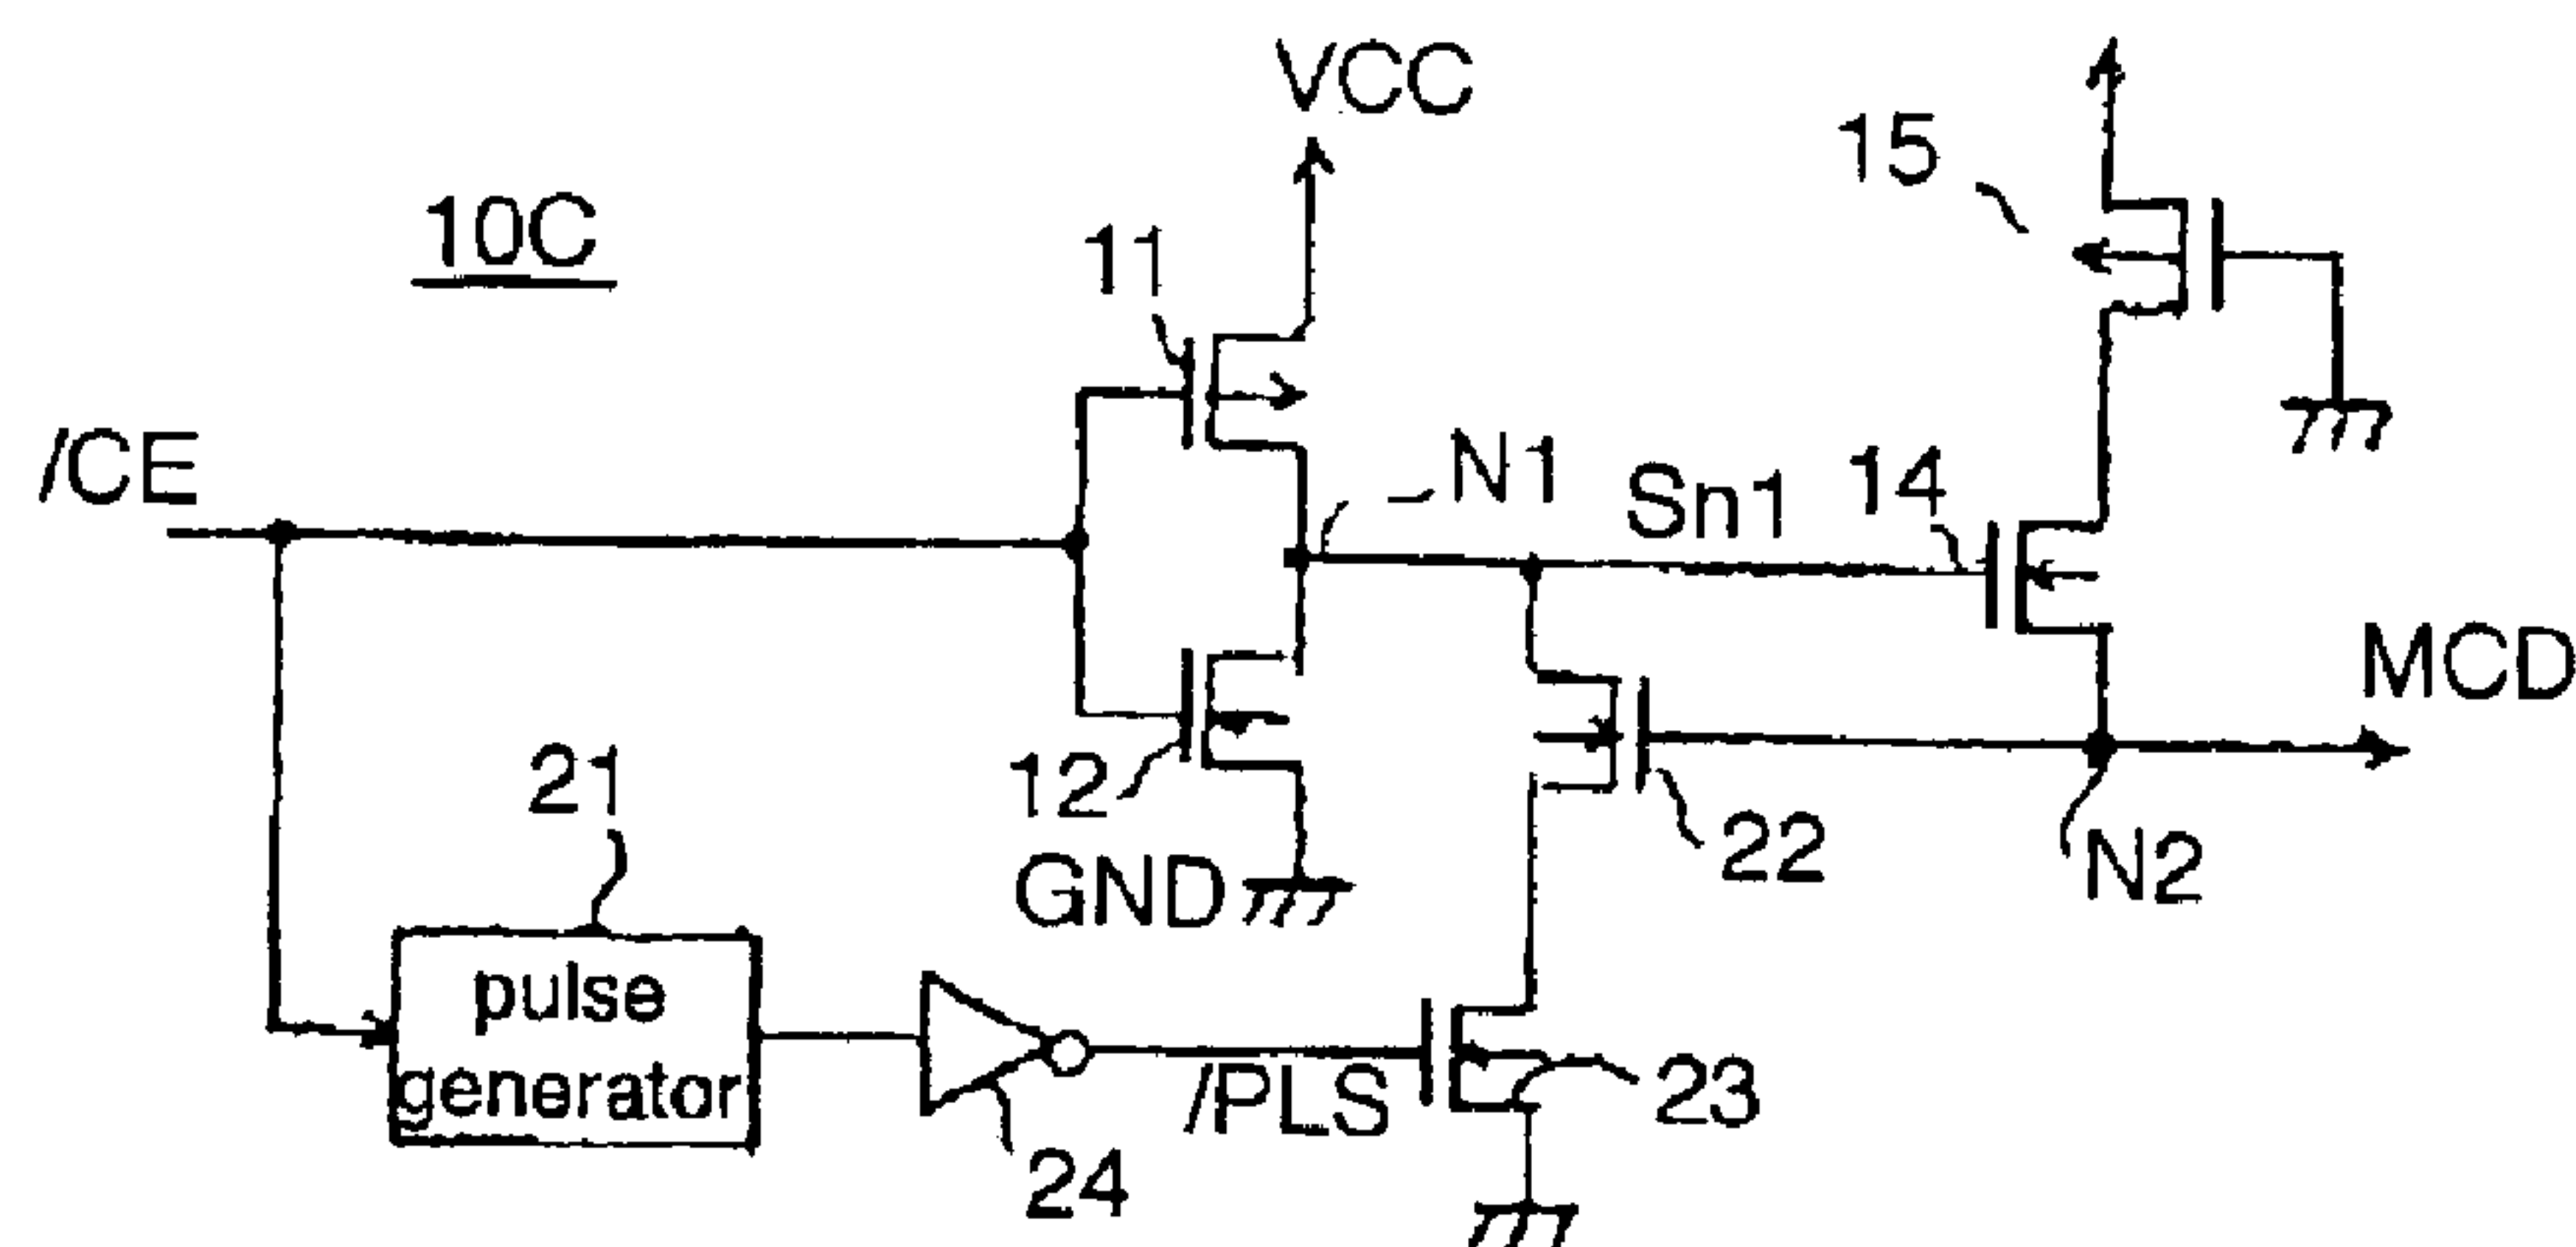 VCC
15
10C
11
/CE
N1
Sn1
14
MCD
21
12
22
GND
N2
pulse
generator
/PLS
23
24